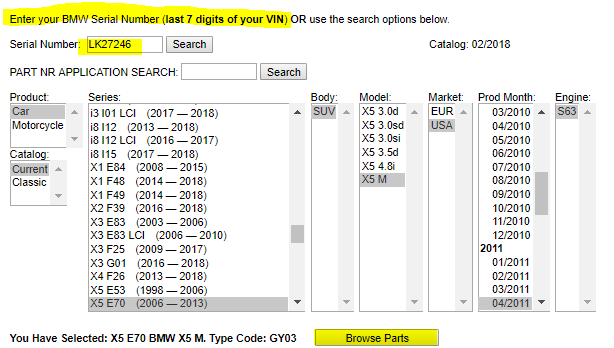 Enter your BMW Serial Number (last 7 digits of your VIN) OR use the search options below.
Serial Number: LK27246 Search Catalog: 02/2018
PART NR APPLICATION SEARCH: Search
Product: Series: Body: Model: Market: Prod Month: Engine:
Car
Motorcycle
Catalog:
Current
Classic
i3 I01 LCI (2017 — 2018)
i8 I12 (2013 — 2018)
i8 I12 LCI (2016 — 2017)
i8 I15 (2017 — 2018)
X1 E84 (2008 — 2015)
X1 F48 (2014 — 2018)
X1 F49 (2014 — 2018)
X2 F39 (2016 — 2018)
X3 E83 (2003 — 2006)
X3 E83 LCI (2006 — 2010)
X3 F25 (2009 — 2017)
X3 G01 (2016 — 2018)
X4 F26 (2013 — 2018)
X5 E53 (1998 — 2006)
X5 E70 (2006 — 2013)
SUV
X5 3.0d
X5 3.0sd
X5 3.0si
X5 3.5d
X5 4.8i
X5 M
EUR
USA
03/2010
04/2010
05/2010
06/2010
07/2010
08/2010
09/2010
10/2010
11/2010
12/2010
2011
01/2011
02/2011
03/2011
04/2011
S63
You Have Selected: X5 E70 BMW X5 M. Type Code: GY03 Browse Parts